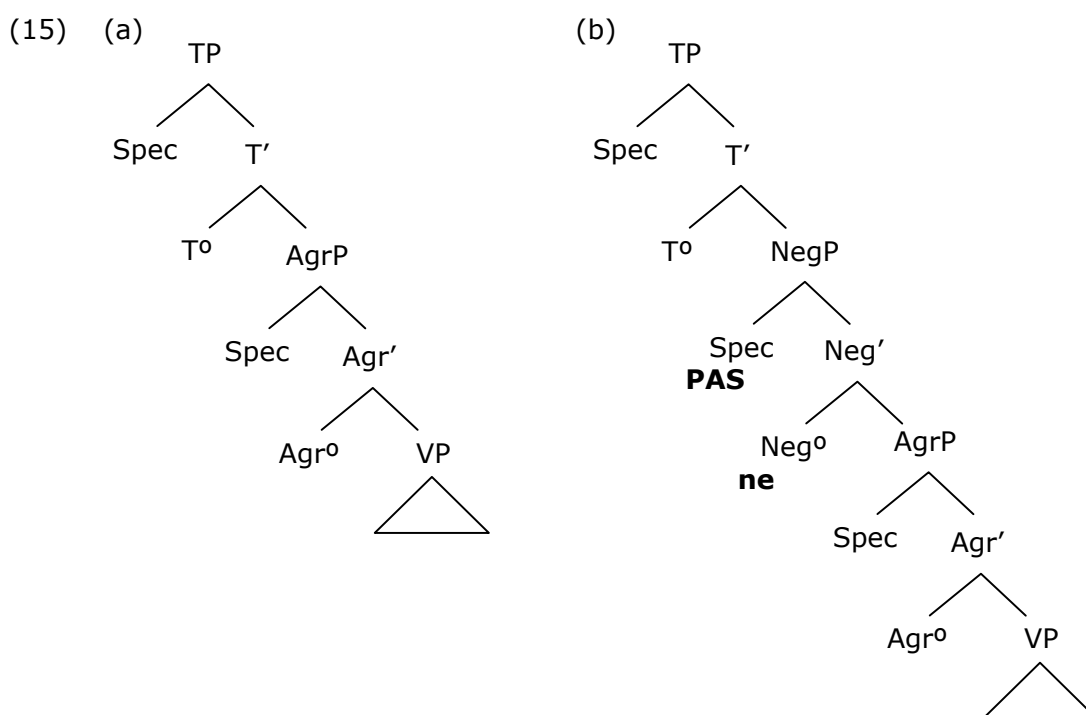 (15) (a) (b)
TP TP
Spec T′ Spec T′
Tº AgrP Tº NegP
Spec Agr′ Spec Neg′
PAS
Agrº VP Negº AgrP
ne
Spec Agr′
Agrº VP